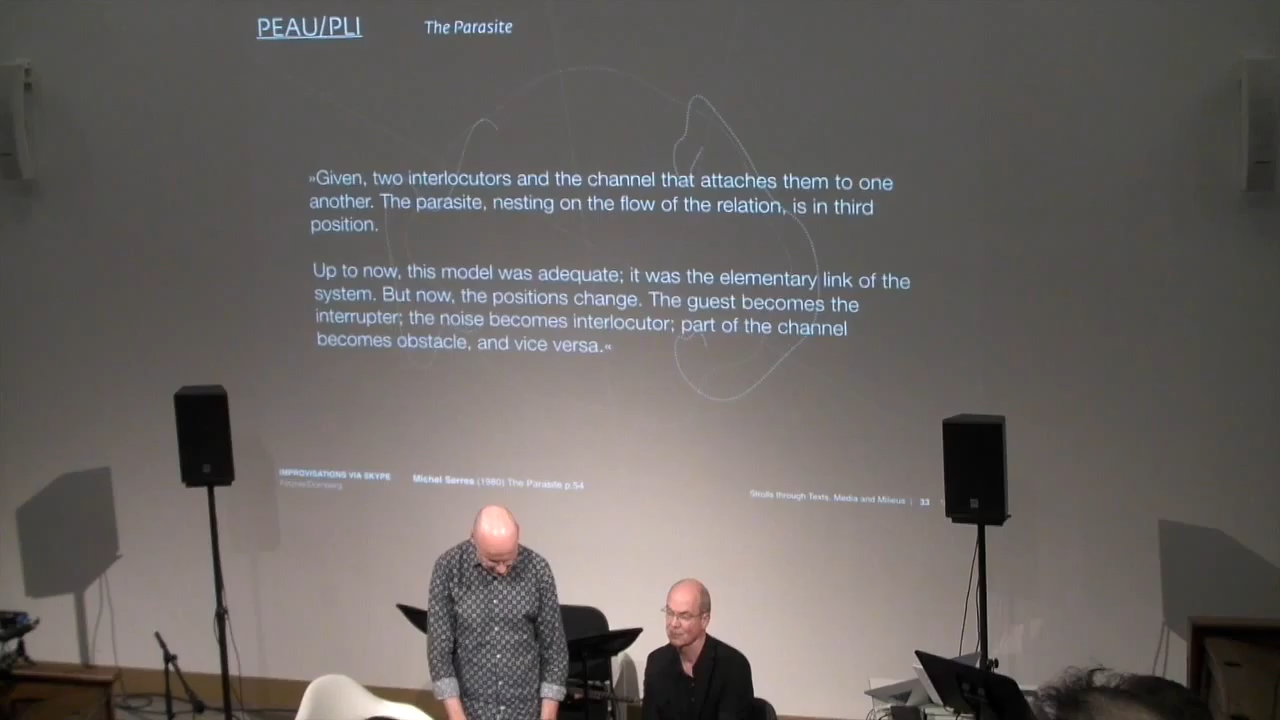 PEAU/PLI
The Parasite
»Given, two interlocutors and the channel that attaches them to one
another. The parasite, nesting on the flow of the relation, is in third
position.
Up to now, this model was adequate; it was the elementary link of the
system. But now, the positions change. The guest becomes the
interrupter; the noise becomes interlocutor; part of the channel
becomes obstacle, and vice versa.«
IMPROVISATIONS VIA SKYPE
Michel Serres (1980) The Parasite p.54
Strolls through Texts, Media and Milieus | 33